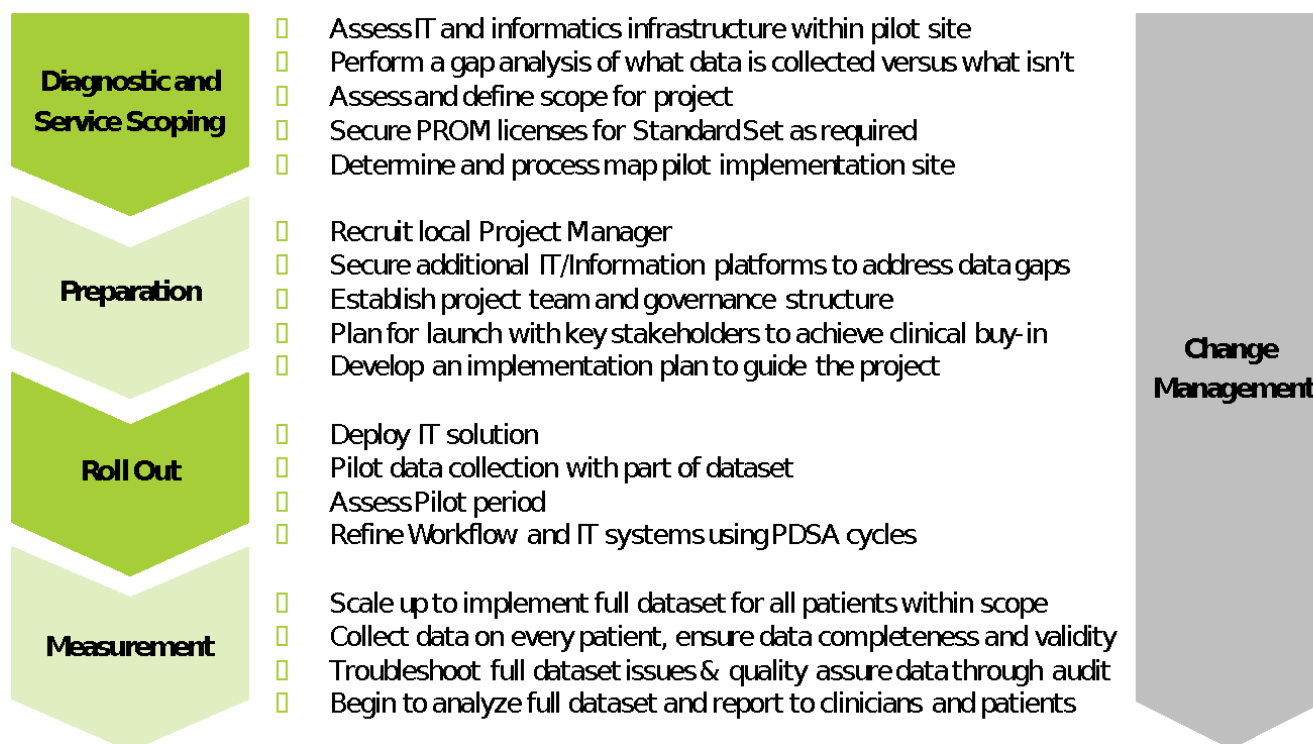 Diagnostic and
Service Scoping
Assess IT and informatics infrastructure within pilot site
Perform a gap analysis of what data is collected versus what isn't
Assess and define scope for project
Secure PROM licenses for Standard Set as required
Determine and process map pilot implementation site
Preparation
Recruit local Project Manager
Secure additional IT/Information platforms to address data gaps
Establish project team and governance structure
Plan for launch with key stakeholders to achieve clinical buy-in
Develop an implementation plan to guide the project
Roll Out
Deploy IT solution
Pilot data collection with part of dataset
Assess Pilot period
Refine Workflow and IT systems using PDSA cycles
Measurement
Scale up to implement full dataset for all patients within scope
Collect data on every patient, ensure data completeness and validity
Troubleshoot full dataset issues & quality assure data through audit
Begin to analyze full dataset and report to clinicians and patients
Change
Management